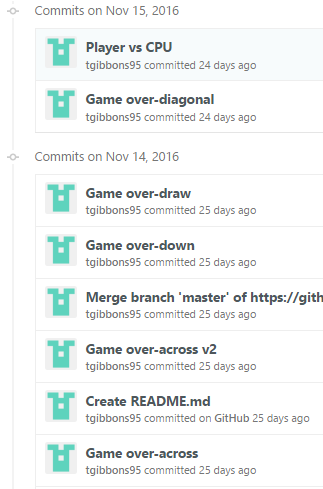 Commits on Nov 15, 2016
Player vs CPU
tgibbons95 committed 24 days ago
Game over-diagonal
tgibbons95 committed 24 days ago
Commits on Nov 14, 2016
Game over-draw
tgibbons95 committed 25 days ago
Game over-down
tgibbons95 committed 25 days ago
Merge branch 'master' of https://gith
tgibbons95 committed 25 days ago
Game over-across v2
tgibbons95 committed 25 days ago
Create README.md
tgibbons95 committed on GitHub 25 days ago
Game over-across
tgibbons95 committed 25 days ago